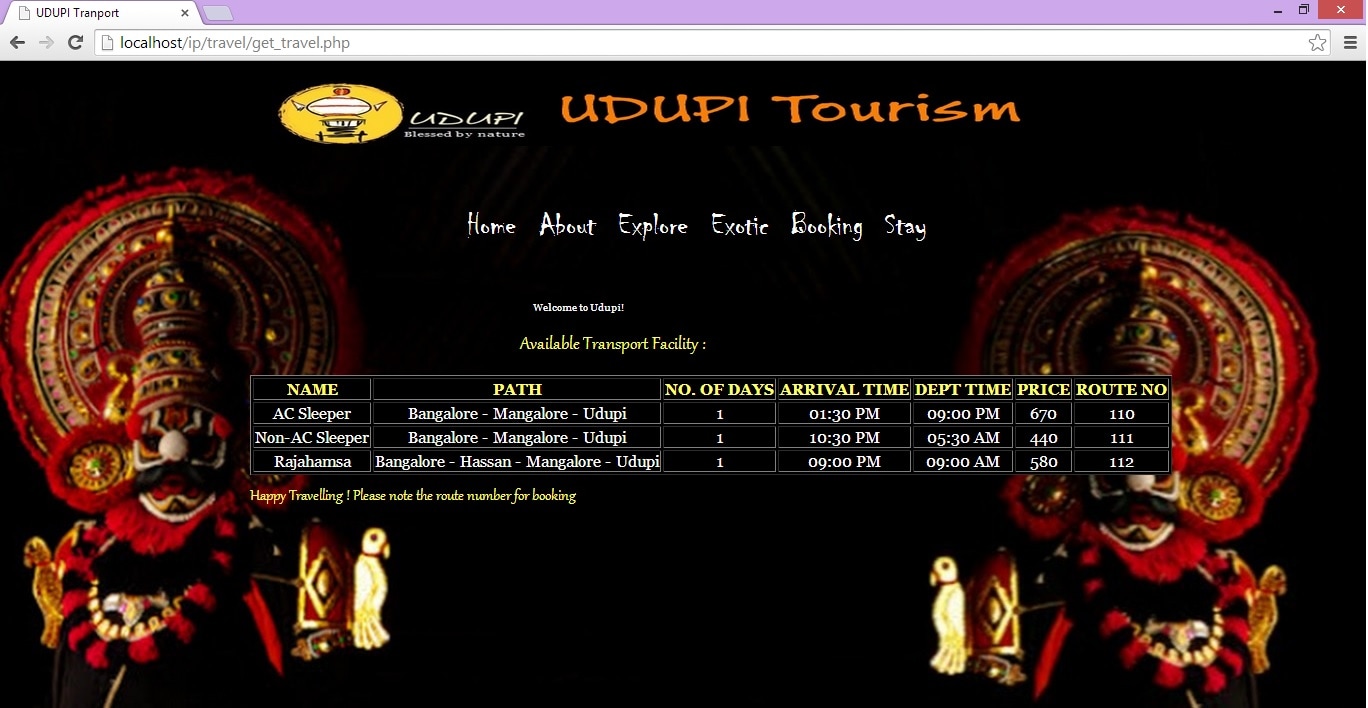 UDUPI Tranport
localhost/ip/travel/get_travel.php
UDUPI
Blessed by nature
UDUPI Tourism
Home About Explore Exotic Booking Stay
Welcome to Udupi!
Available Transport Facility :
NAME PATH NO. OF DAYS ARRIVAL TIME DEPT TIME PRICE ROUTE NO
AC Sleeper Bangalore - Mangalore - Udupi 1 01:30 PM 09:00 PM 670 110
Non-AC Sleeper Bangalore - Mangalore - Udupi 1 10:30 PM 05:30 AM 440 111
Rajahamsa Bangalore - Hassan - Mangalore - Udupi 1 09:00 PM 09:00 AM 580 112
Happy Travelling ! Please note the route number for booking